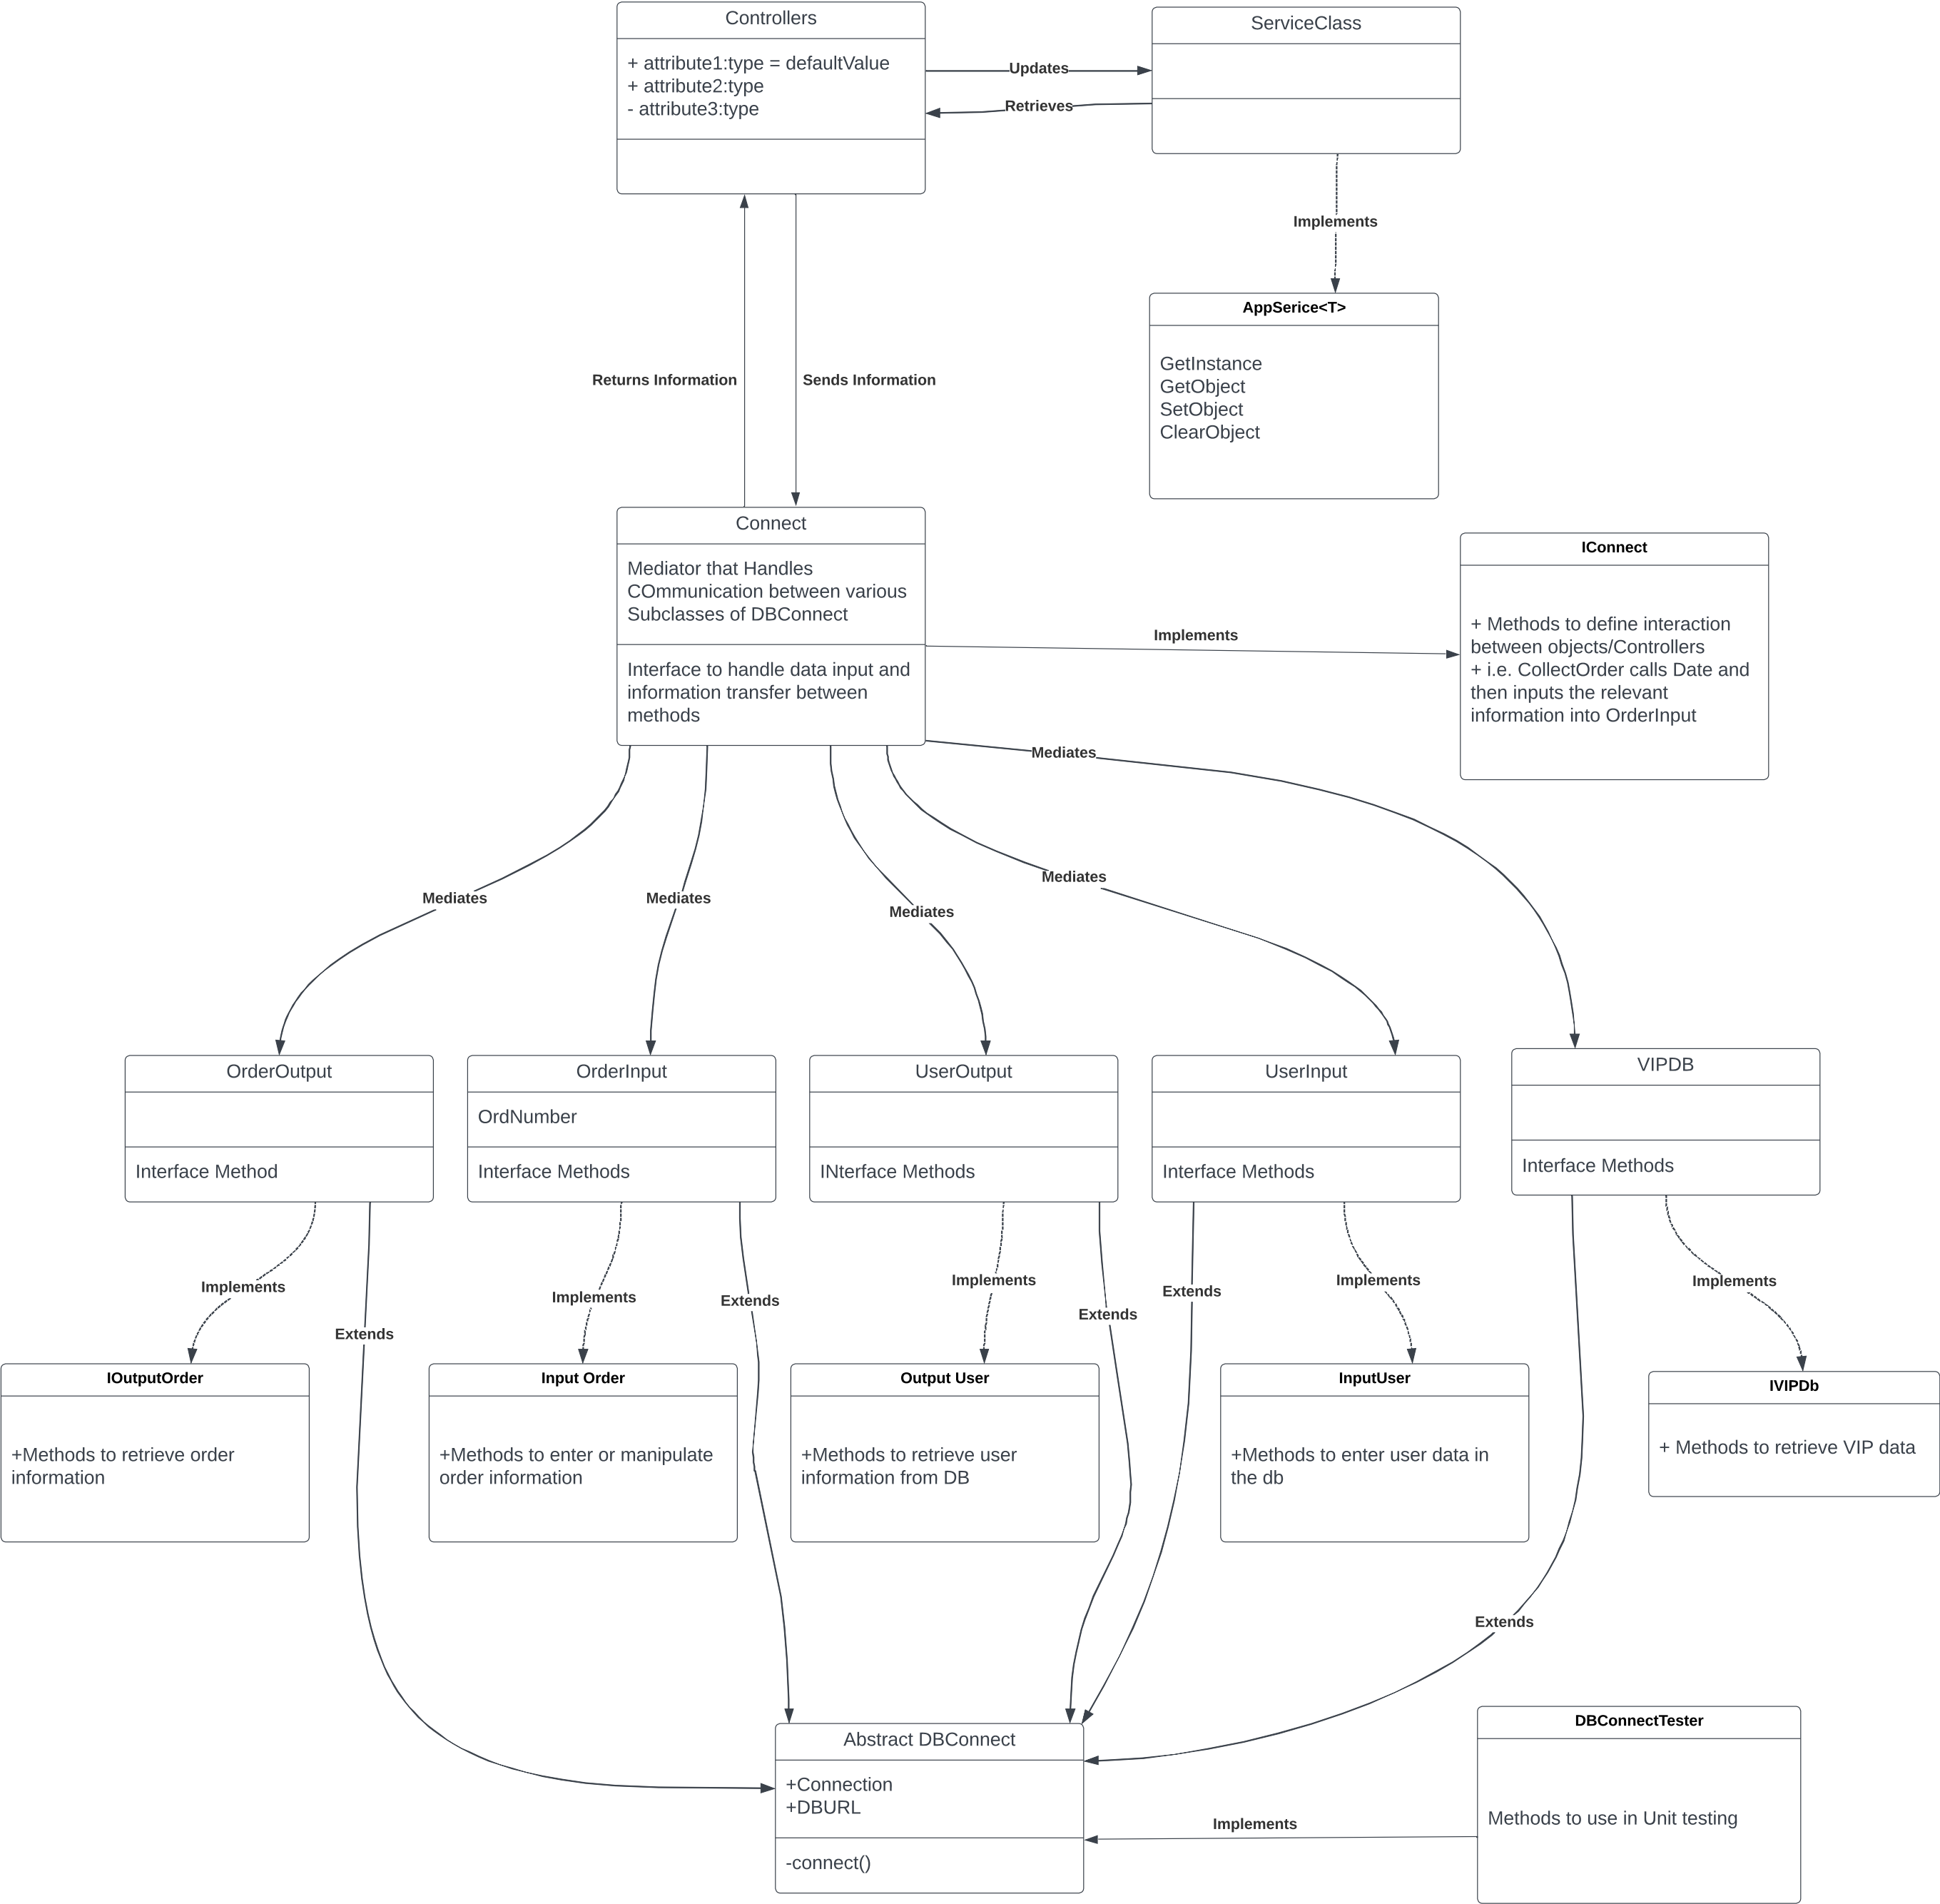 Controllers
+ attribute1:type = defaultValue
+ attribute2:type
- attribute3:type
Updates
Retrieves
ServiceClass
Implements
AppSerice<T>
GetInstance
GetObject
SetObject
ClearObject
Returns Information
Sends Information
Connect
Mediator that Handles
COmmunication between various
Subclasses of DBConnect
Interface to handle data input and
information transfer between
methods
Implements
IConnect
+ Methods to define interaction
between objects/Controllers
+ i.e. CollectOrder calls Date and
then inputs the relevant
information into OrderInput
Mediates
Mediates
Mediates
Mediates
Mediates
OrderOutput
Interface Method
OrderInput
OrdNumber
Interface Methods
UserOutput
INterface Methods
UserInput
Interface Methods
VIPDB
Interface Methods
Implements
Extends
Implements
Extends
Implements
Extends
Extends
Implements
Implements
IOutputOrder
+Methods to retrieve order
information
Input Order
+Methods to enter or manipulate
order information
Output User
+Methods to retrieve user
information from DB
InputUser
+Methods to enter user data in
the db
IVIPDb
+ Methods to retrieve VIP data
Extends
Abstract DBConnect
+Connection
+DBURL
-connect()
Implements
DBConnectTester
Methods to use in Unit testing